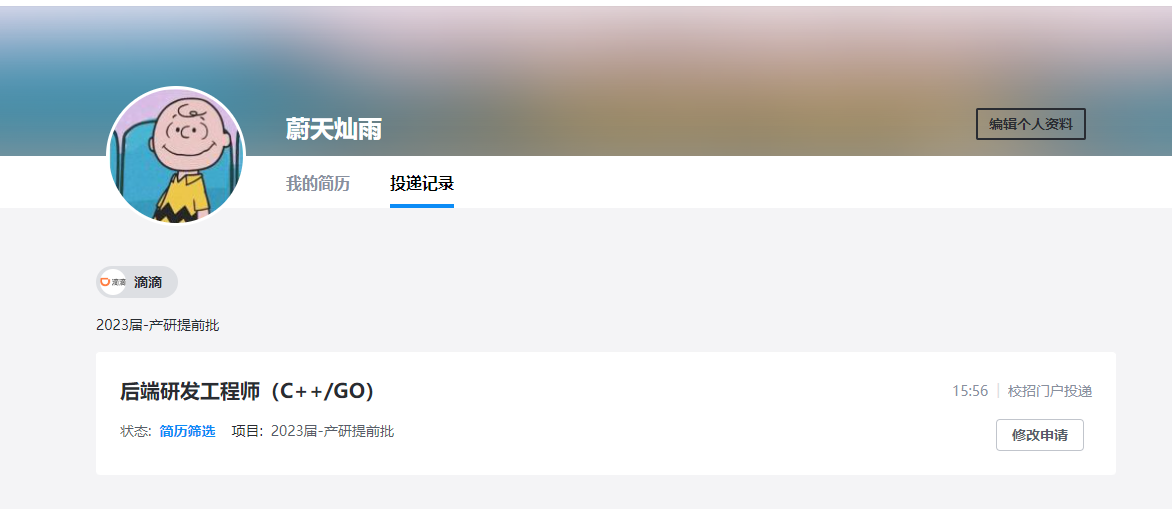 蔚天灿雨
编辑个人资料
我的简历 投递记录
滴滴 滴滴
2023届-产研提前批
后端研发工程师（C++/GO）
15:56 | 校招门户投递
状态: 简历筛选 项目: 2023届-产研提前批
修改申请